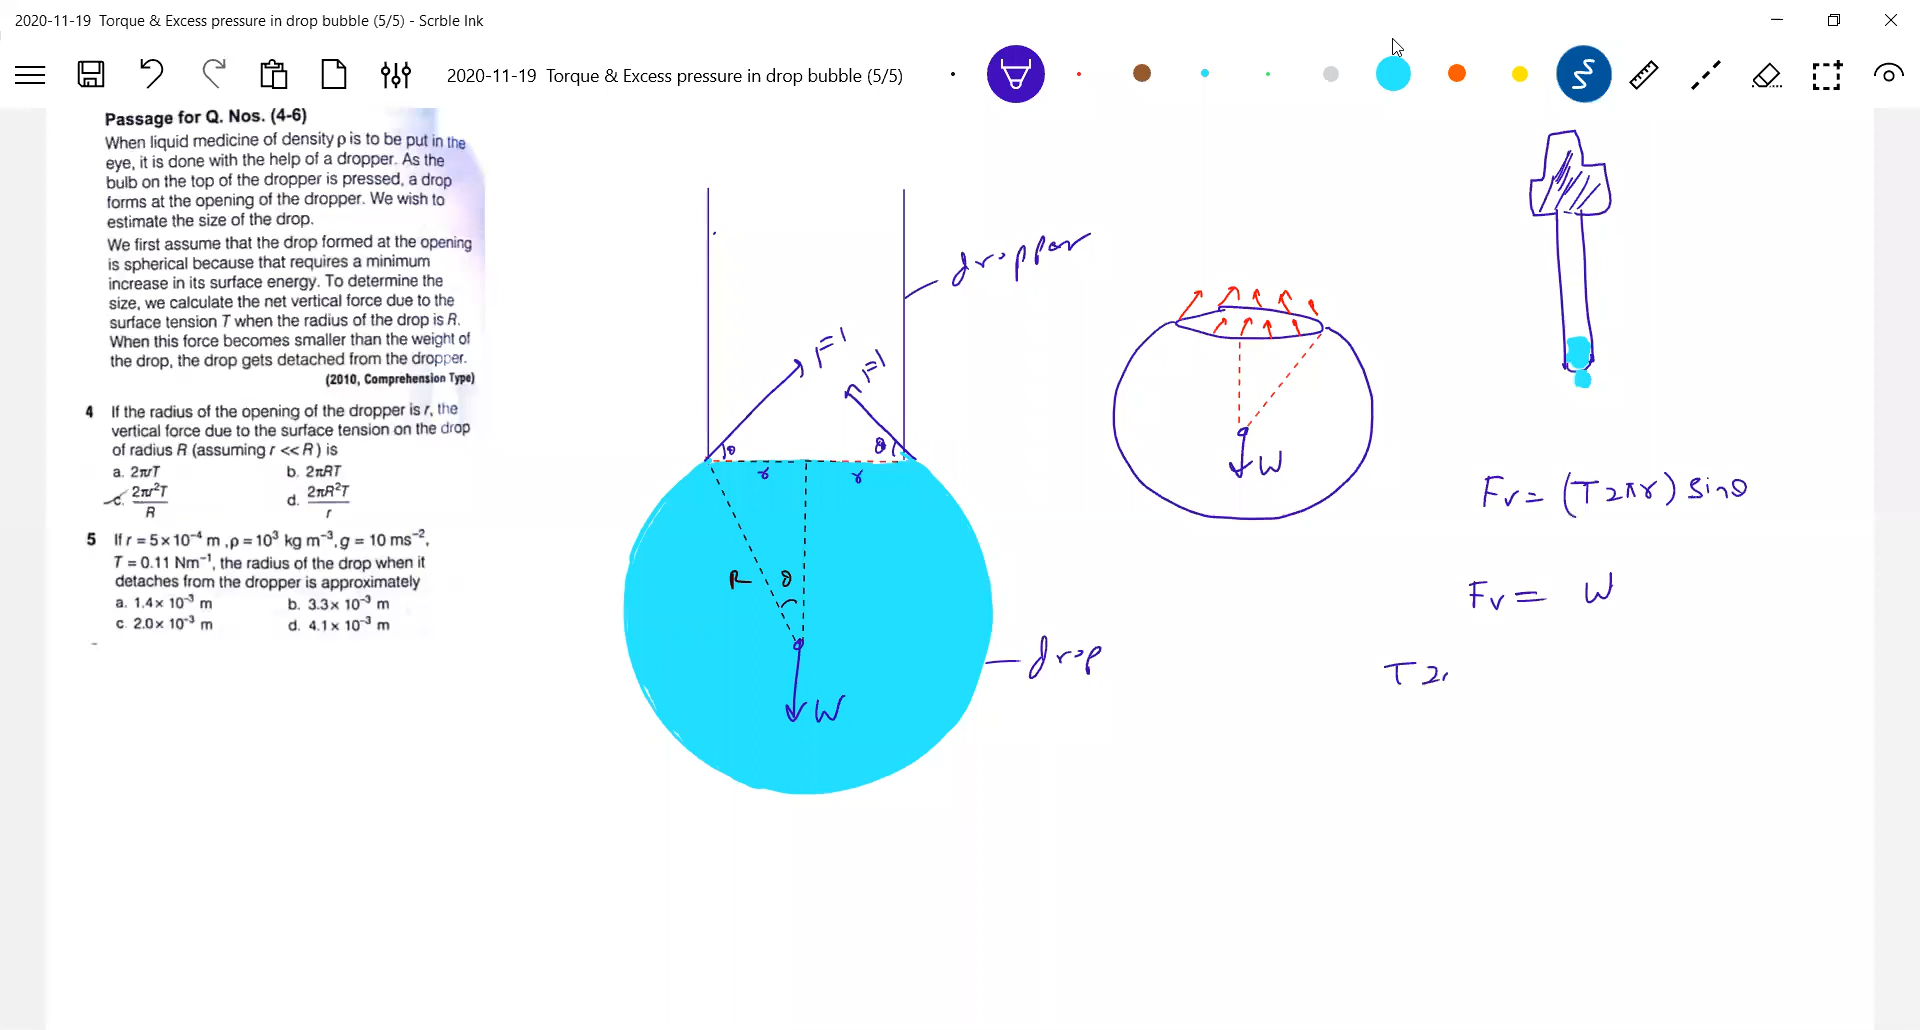 2020-11-19 Torque & Excess pressure in drop bubble (5/5) - Scrble Ink
2020-11-19 Torque & Excess pressure in drop bubble (5/5)
Passage for Q. Nos. (4-6)
When liquid medicine of density ρ is to be put in the
eye, it is done with the help of a dropper. As the
bulb on the top of the dropper is pressed, a drop
forms at the opening of the dropper. We wish to
estimate the size of the drop.
We first assume that the drop formed at the opening
is spherical because that requires a minimum
increase in its surface energy. To determine the
size, we calculate the net vertical force due to the
surface tension T when the radius of the drop is R.
When this force becomes smaller than the weight of
the drop, the drop gets detached from the dropper.
(2010, Comprehension Type)
4 If the radius of the opening of the dropper is r, the
vertical force due to the surface tension on the drop
of radius R (assuming r << R) is
a. 2πrT
b. 2πRT
c. 2πr²T/R
d. 2πR²T/r
5 If r = 5×10⁻⁴ m, ρ = 10³ kg m⁻³, g = 10 ms⁻²,
T = 0.11 Nm⁻¹, the radius of the drop when it
detaches from the dropper is approximately
a. 1.4× 10⁻³ m
b. 3.3× 10⁻³ m
c. 2.0× 10⁻³ m
d. 4.1× 10⁻³ m
dropper
F'
F'
θ
θ
r
r
R
θ
W
drop
W
Fv = (T 2πr) sinθ
Fv = W
T 2